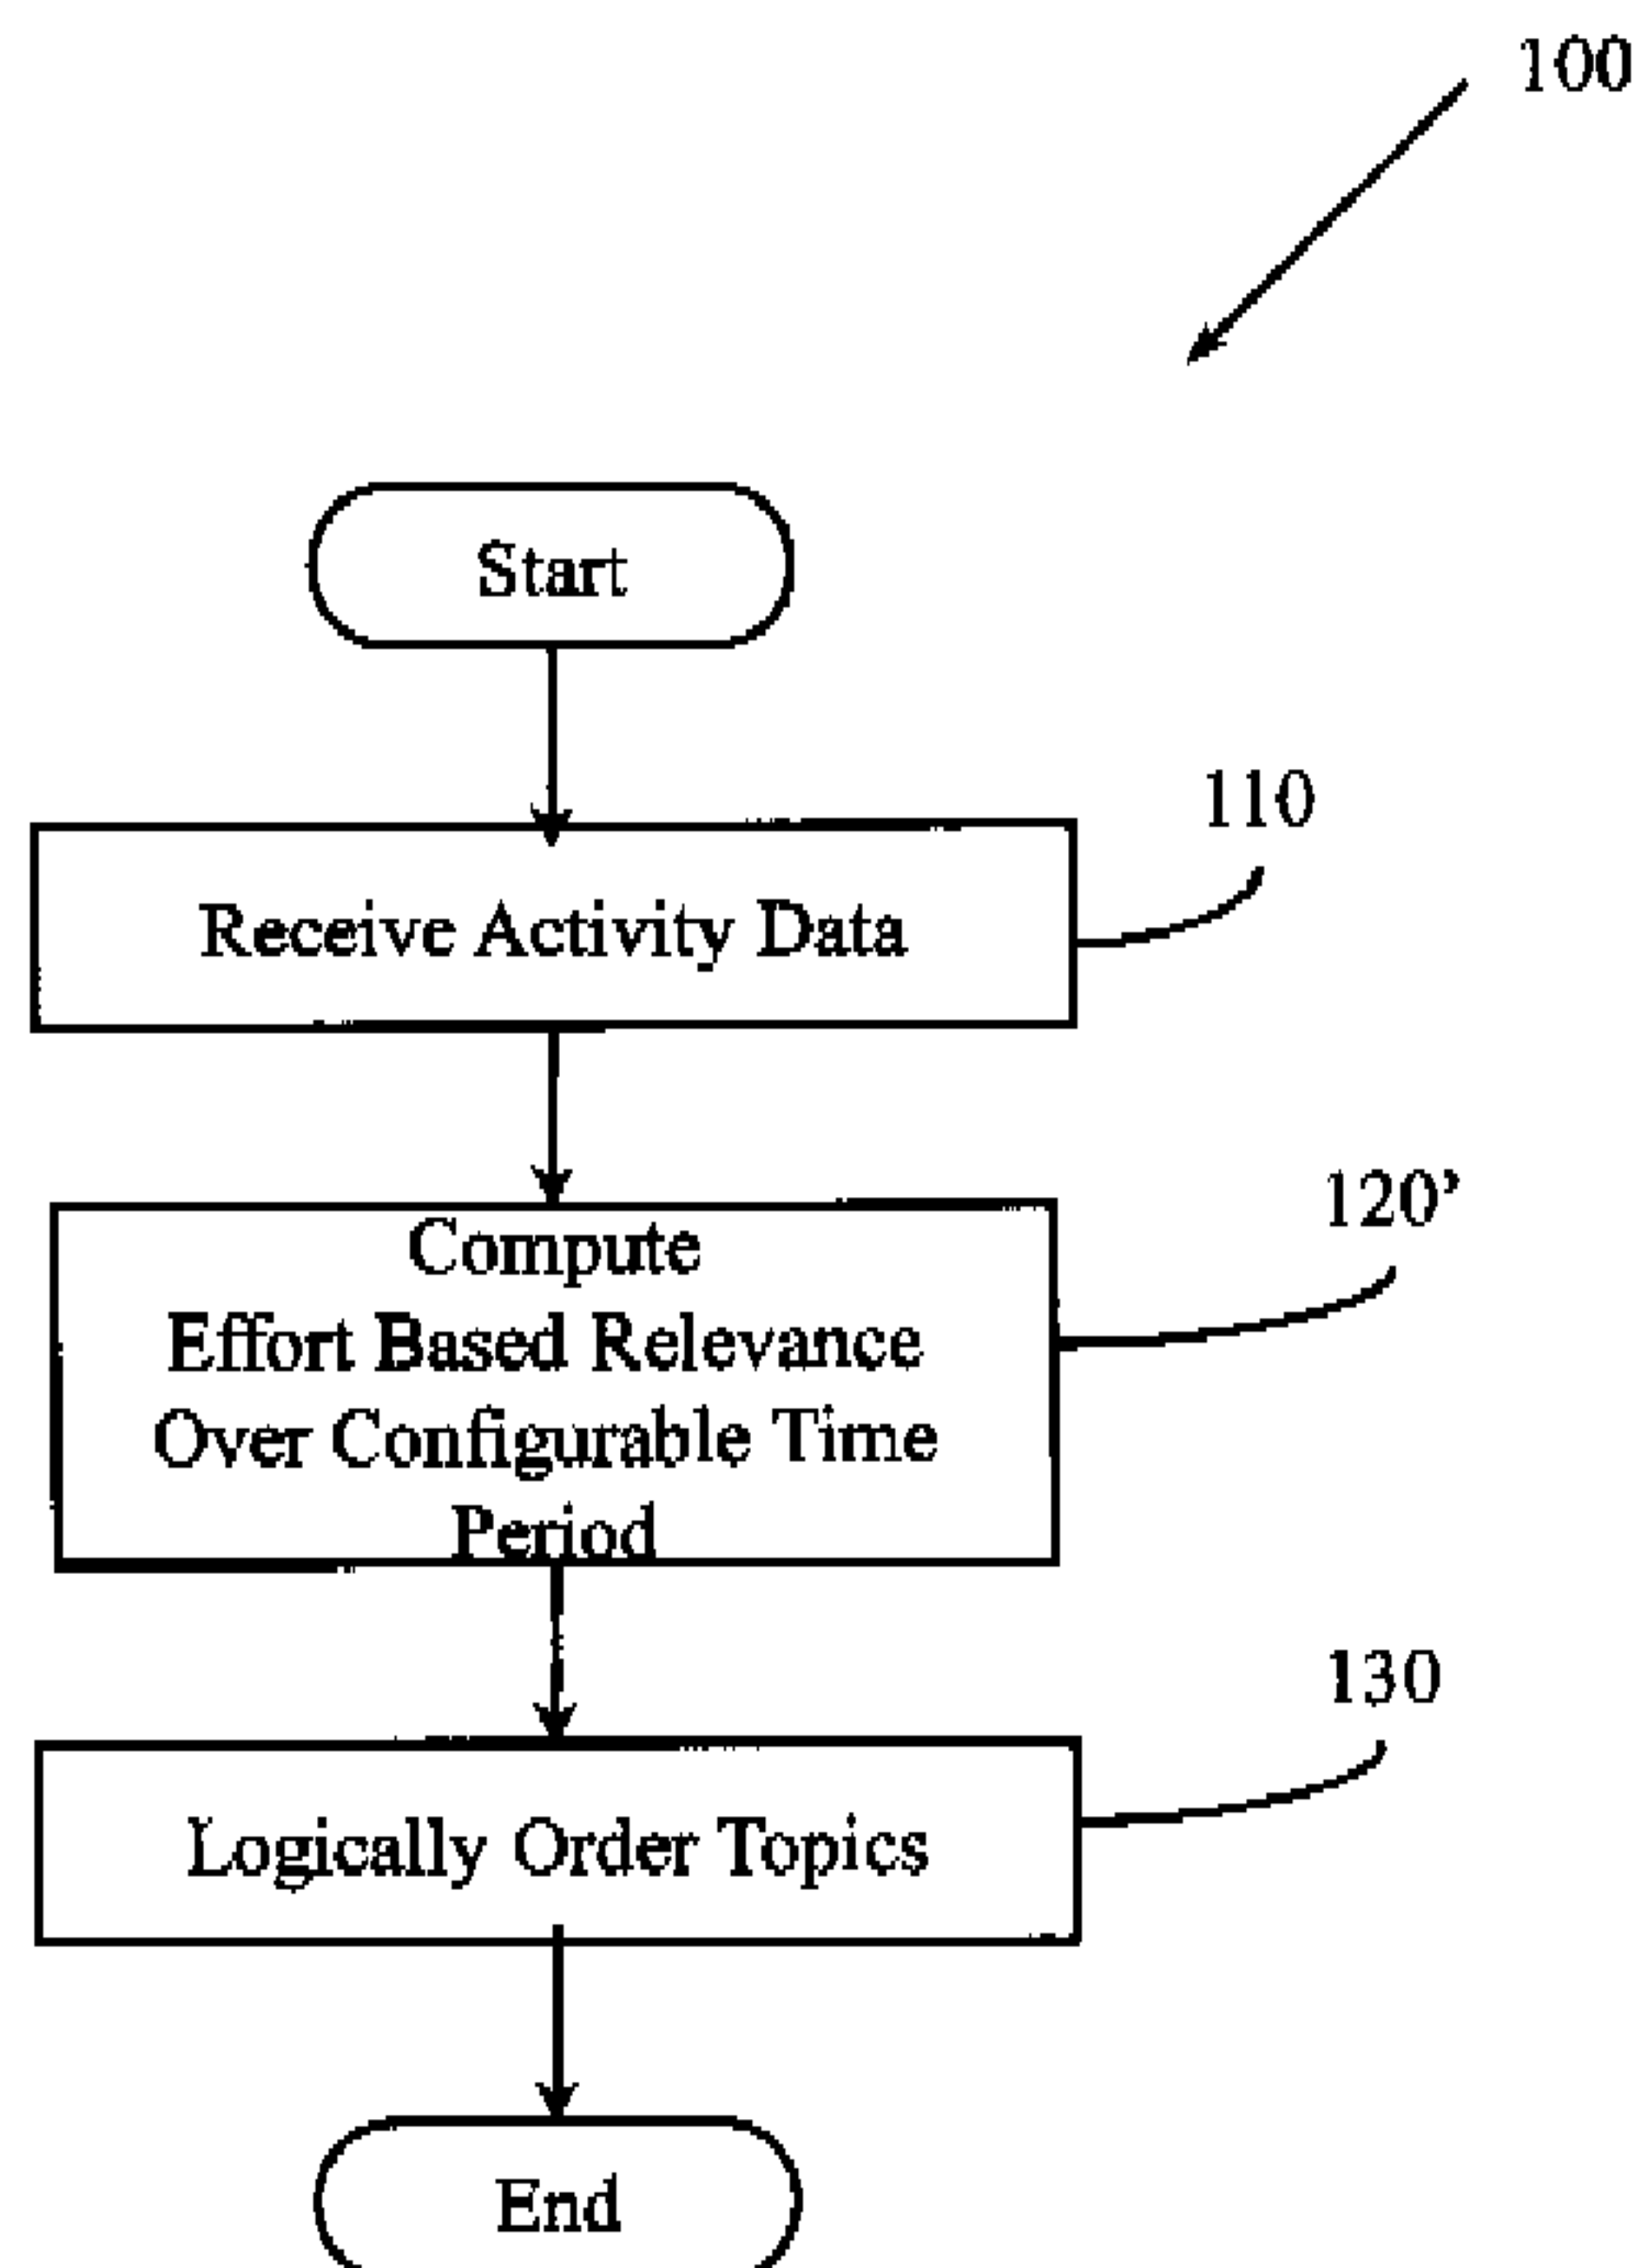 100
Start
110
Receive Activity Data
120’
Compute
Effort Based Relevance
Over Configurable Time
Period
130
Logically Order Topics
End